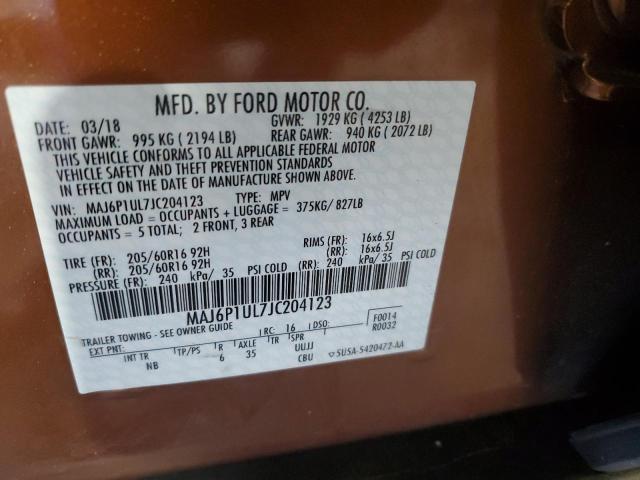 MFD. BY FORD MOTOR CO.
DATE: 03/18 GVWR: 1929 KG ( 4253 LB)
FRONT GAWR: 995 KG ( 2194 LB) REAR GAWR: 940 KG ( 2072 LB)
THIS VEHICLE CONFORMS TO ALL APPLICABLE FEDERAL MOTOR
VEHICLE SAFETY AND THEFT PREVENTION STANDARDS
IN EFFECT ON THE DATE OF MANUFACTURE SHOWN ABOVE.
VIN: MAJ6P1UL7JC204123 TYPE: MPV
MAXIMUM LOAD = OCCUPANTS + LUGGAGE = 375KG/ 827LB
OCCUPANTS = 5 TOTAL; 2 FRONT, 3 REAR
TIRE (FR): 205/60R16 92H RIMS (FR): 16x6.5J
(RR): 205/60R16 92H (RR): 16x6.5J
PRESSURE (FR): 240 kPa/ 35 PSI COLD (RR): 240 kPa/ 35 PSI COLD
MAJ6P1UL7JC204123
TRAILER TOWING - SEE OWNER GUIDE RC: 16 DSO: F0014
R0032
EXT PNT: INT TR TP/PS R AXLE TR SPR
NB 6 35 UUJJ
CBU 5U5A-5420472-AA